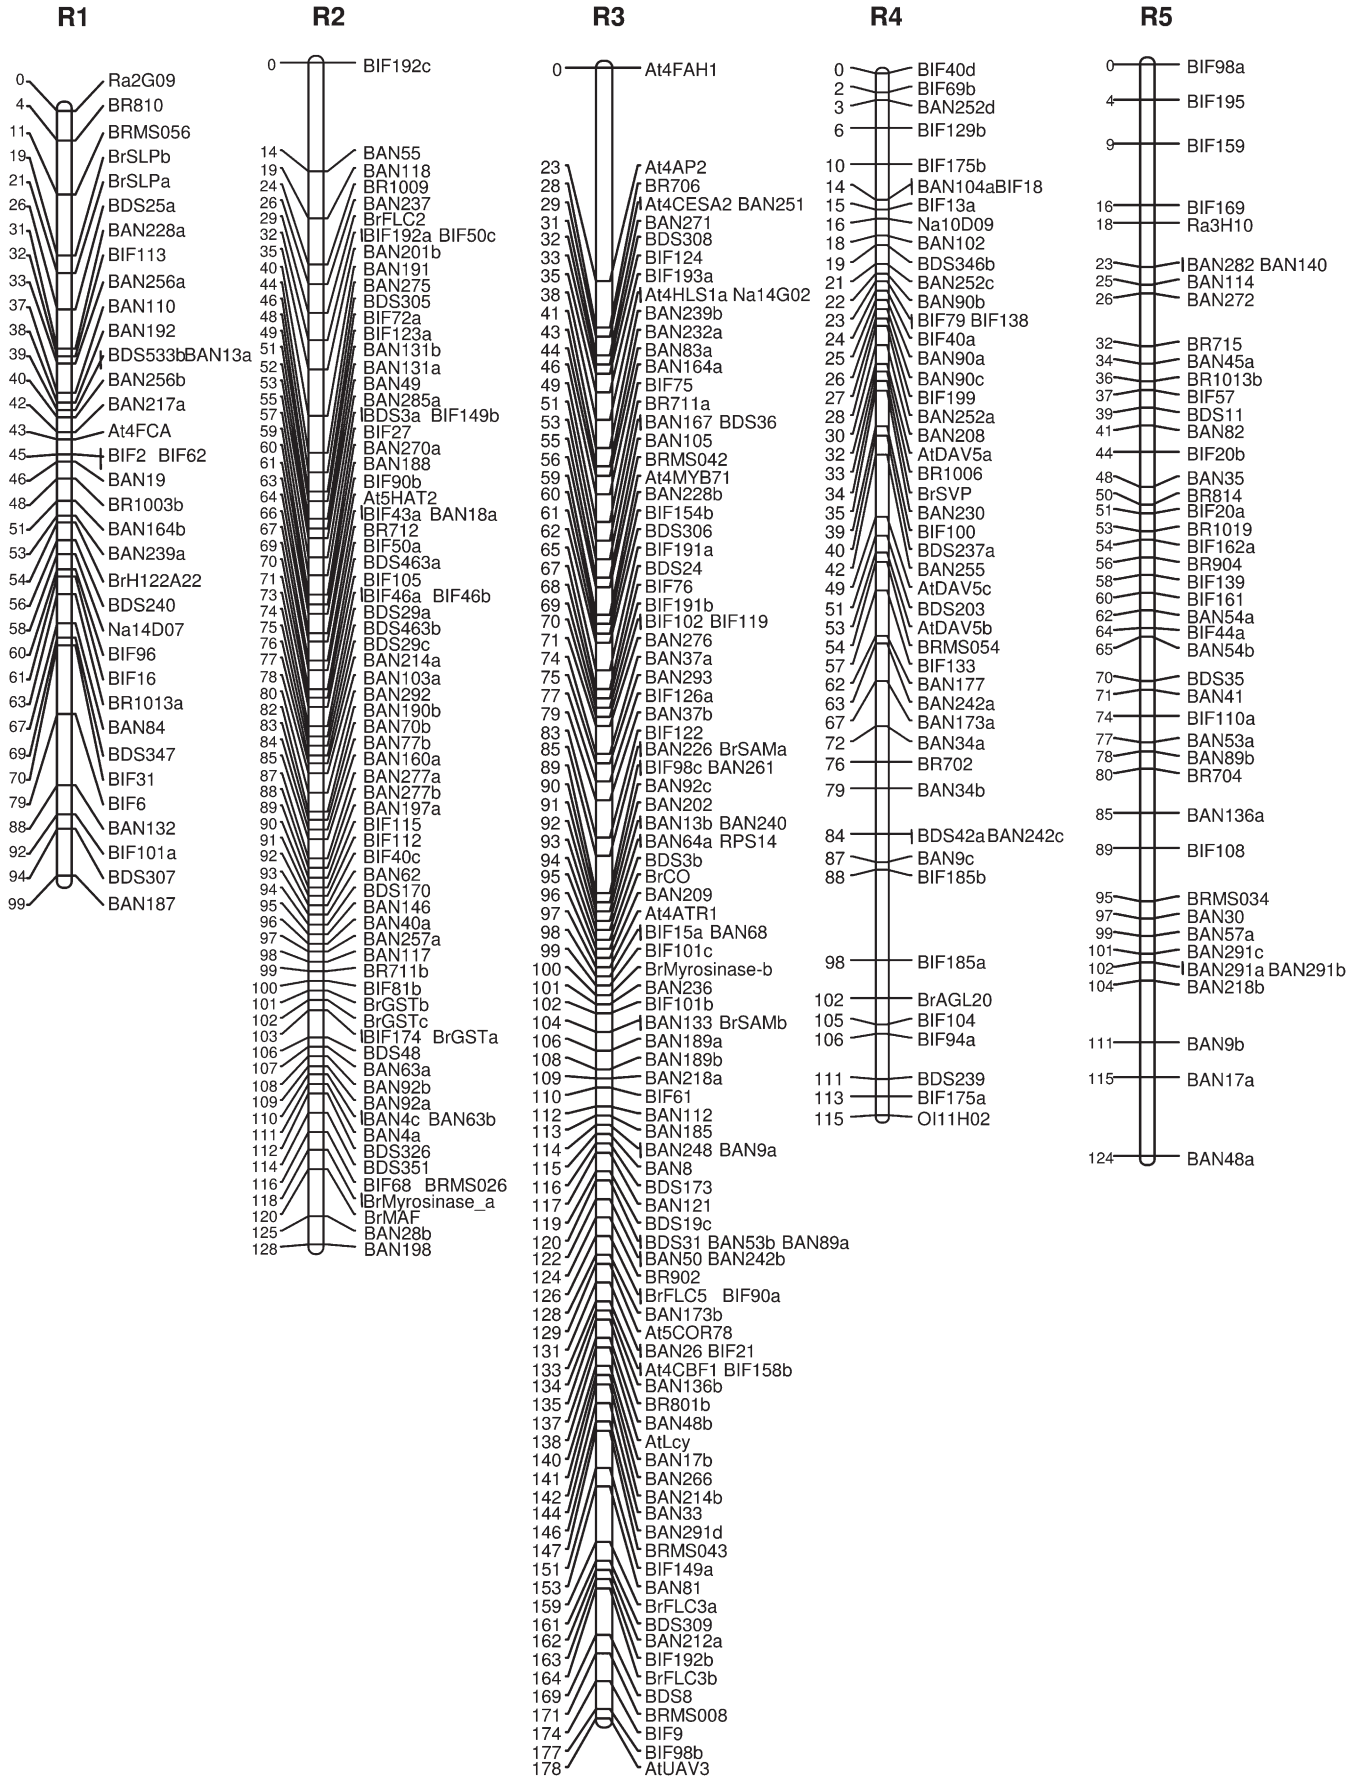 R1
0 Ra2G09
4 BR810
11 BRMS056
19 BrSLPb
21 BrSLPa
26 BDS25a
31 BAN228a
32 BIF113
33 BAN256a
37 BAN110
38 BAN192
39 BDS533bBAN13a
40 BAN256b
42 BAN217a
43 At4FCA
45 BIF2 BIF62
46 BAN19
48 BR1003b
51 BAN164b
53 BAN239a
54 BrH122A22
56 BDS240
58 Na14D07
60 BIF96
61 BIF16
63 BR1013a
67 BAN84
69 BDS347
70 BIF31
79 BIF6
88 BAN132
92 BIF101a
94 BDS307
99 BAN187
R2
0 BIF192c
14 BAN55
19 BAN118
24 BR1009
26 BAN237
29 BrFLC2
32 BIF192a BIF50c
35 BAN201b
40 BAN191
44 BAN275
46 BDS305
48 BIF72a
49 BIF123a
51 BAN131b
52 BAN131a
53 BAN49
55 BAN285a
57 BDS3a BIF149b
59 BIF27
60 BAN270a
61 BAN188
63 BIF90b
64 At5HAT2
66 BIF43a BAN18a
67 BR712
69 BIF50a
70 BDS463a
71 BIF105
73 BIF46a BIF46b
74 BDS29a
75 BDS463b
76 BDS29c
77 BAN214a
78 BAN103a
80 BAN292
82 BAN190b
83 BAN70b
84 BAN77b
85 BAN160a
87 BAN277a
88 BAN277b
89 BAN197a
90 BIF115
91 BIF112
92 BIF40c
93 BAN62
94 BDS170
95 BAN146
96 BAN40a
97 BAN257a
98 BAN117
99 BR711b
100 BIF81b
101 BrGSTb
102 BrGSTc
103 BIF174 BrGSTa
106 BDS48
107 BAN63a
108 BAN92b
109 BAN92a
110 BAN4c BAN63b
111 BAN4a
112 BDS326
114 BDS351
116 BIF68 BRMS026
118 BrMyrosinase_a
120 BrMAF
125 BAN28b
128 BAN198
R3
0 At4FAH1
23 At4AP2
28 BR706
29 At4CESA2 BAN251
31 BAN271
32 BDS308
33 BIF124
35 BIF193a
38 At4HLS1a Na14G02
41 BAN239b
43 BAN232a
44 BAN83a
46 BAN164a
49 BIF75
51 BR711a
53 BAN167 BDS36
55 BAN105
56 BRMS042
59 At4MYB71
60 BAN228b
61 BIF154b
62 BDS306
65 BIF191a
67 BDS24
68 BIF76
69 BIF191b
70 BIF102 BIF119
71 BAN276
74 BAN37a
75 BAN293
77 BIF126a
79 BAN37b
83 BIF122
85 BAN226 BrSAMa
89 BIF98c BAN261
90 BAN92c
91 BAN202
92 BAN13b BAN240
93 BAN64a RPS14
94 BDS3b
95 BrCO
96 BAN209
97 At4ATR1
98 BIF15a BAN68
99 BIF101c
100 BrMyrosinase-b
101 BAN236
102 BIF101b
104 BAN133 BrSAMb
106 BAN189a
108 BAN189b
109 BAN218a
110 BIF61
112 BAN112
113 BAN185
114 BAN248 BAN9a
115 BAN8
116 BDS173
117 BAN121
119 BDS19c
120 BDS31 BAN53b BAN89a
122 BAN50 BAN242b
124 BR902
126 BrFLC5 BIF90a
128 BAN173b
129 At5COR78
131 BAN26 BIF21
133 At4CBF1 BIF158b
134 BAN136b
135 BR801b
137 BAN48b
138 AtLcy
140 BAN17b
141 BAN266
142 BAN214b
144 BAN33
146 BAN291d
147 BRMS043
151 BIF149a
153 BAN81
159 BrFLC3a
161 BDS309
162 BAN212a
163 BIF192b
164 BrFLC3b
169 BDS8
171 BRMS008
174 BIF9
177 BIF98b
178 AtUAV3
R4
0 BIF40d
2 BIF69b
3 BAN252d
6 BIF129b
10 BIF175b
14 BAN104aBIF18
15 BIF13a
16 Na10D09
18 BAN102
19 BDS346b
21 BAN252c
22 BAN90b
23 BIF79 BIF138
24 BIF40a
25 BAN90a
26 BAN90c
27 BIF199
28 BAN252a
30 BAN208
32 AtDAV5a
33 BR1006
34 BrSVP
35 BAN230
39 BIF100
40 BDS237a
42 BAN255
49 AtDAV5c
51 BDS203
53 AtDAV5b
54 BRMS054
57 BIF133
62 BAN177
63 BAN242a
67 BAN173a
72 BAN34a
76 BR702
79 BAN34b
84 BDS42aBAN242c
87 BAN9c
88 BIF185b
98 BIF185a
102 BrAGL20
105 BIF104
106 BIF94a
111 BDS239
113 BIF175a
115 Ol11H02
R5
0 BIF98a
4 BIF195
9 BIF159
16 BIF169
18 Ra3H10
23 BAN282 BAN140
25 BAN114
26 BAN272
32 BR715
34 BAN45a
36 BR1013b
37 BIF57
39 BDS11
41 BAN82
44 BIF20b
48 BAN35
50 BR814
51 BIF20a
53 BR1019
54 BIF162a
56 BR904
58 BIF139
60 BIF161
62 BAN54a
64 BIF44a
65 BAN54b
70 BDS35
71 BAN41
74 BIF110a
77 BAN53a
78 BAN89b
80 BR704
85 BAN136a
89 BIF108
95 BRMS034
97 BAN30
99 BAN57a
101 BAN291c
102 BAN291a BAN291b
104 BAN218b
111 BAN9b
115 BAN17a
124 BAN48a